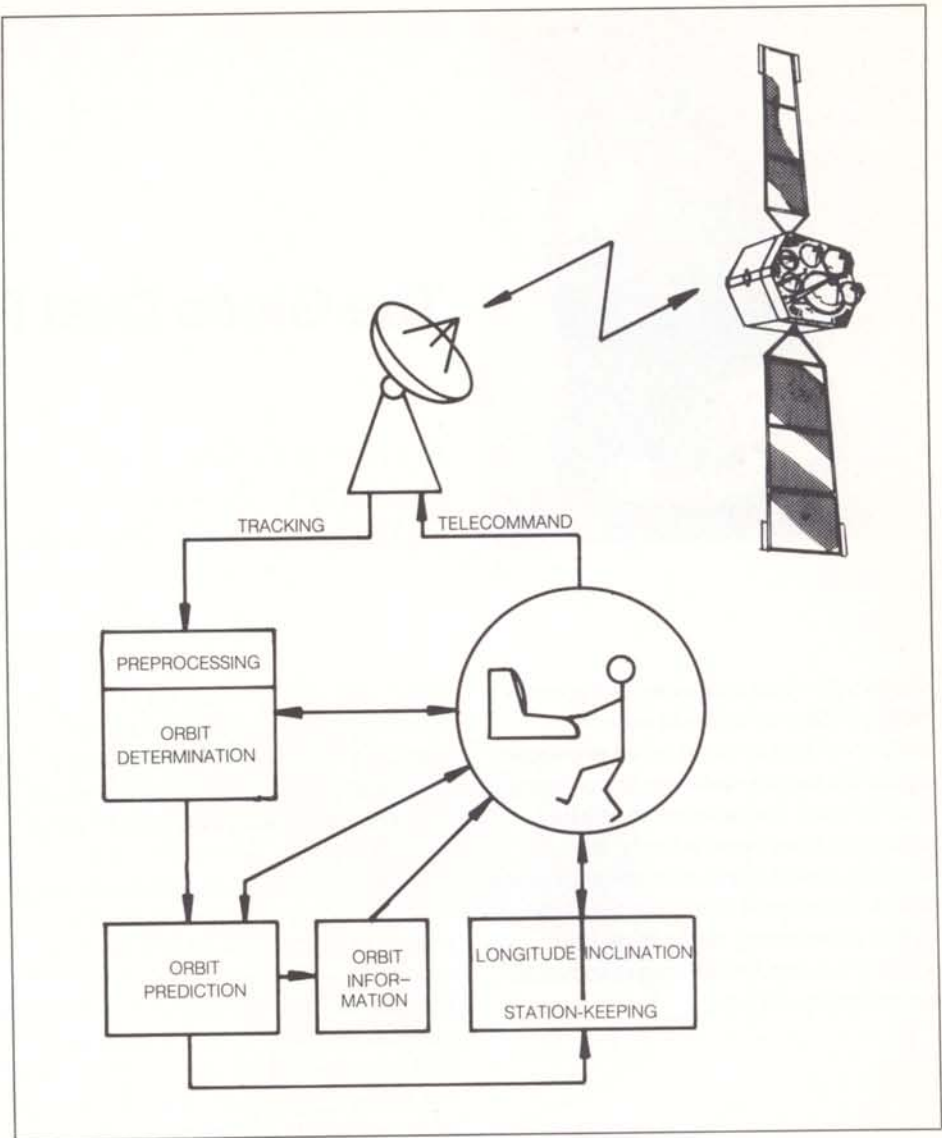 TRACKING
TELECOMMAND
PREPROCESSING
ORBIT
DETERMINATION
ORBIT
PREDICTION
ORBIT
INFOR–
MATION
LONGITUDE INCLINATION
STATION-KEEPING